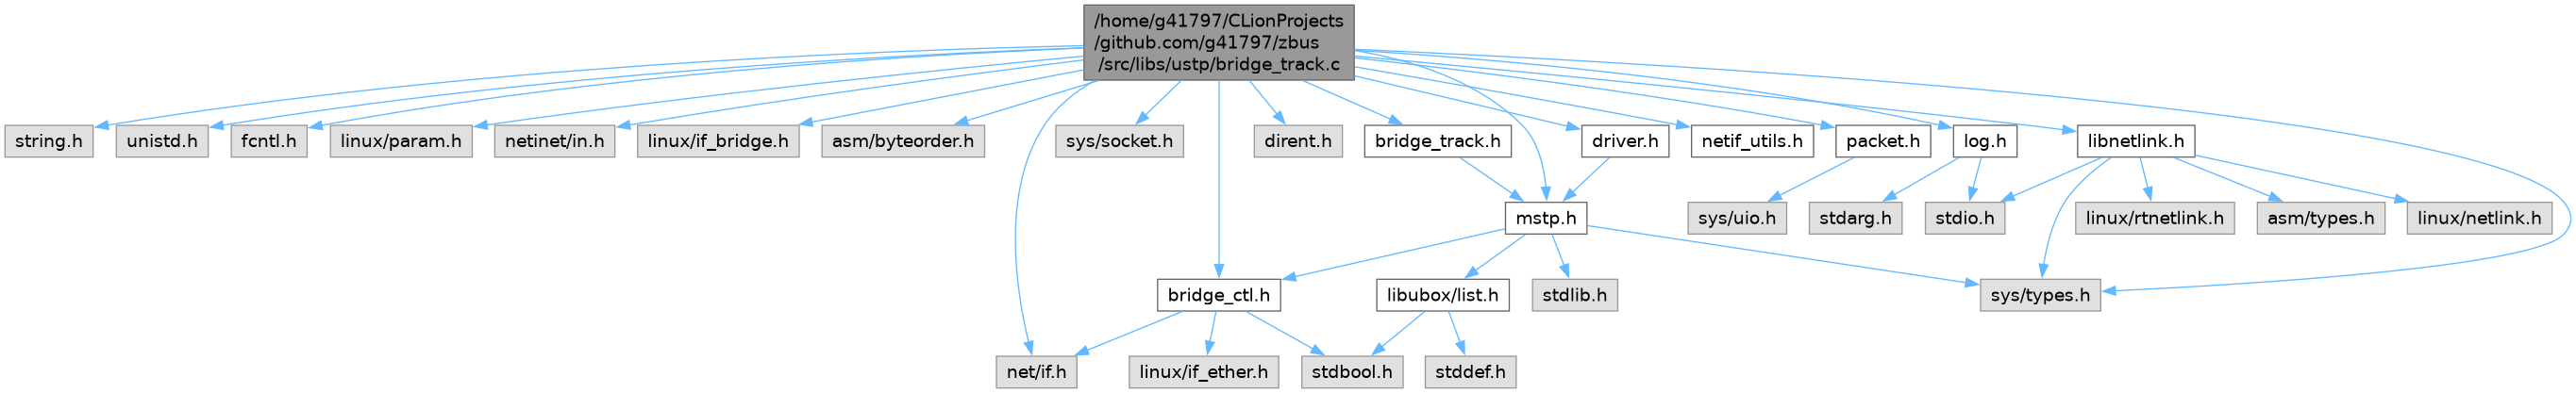 /home/g41797/CLionProjects
/github.com/g41797/zbus
/src/libs/ustp/bridge_track.c
string.h
unistd.h
fcntl.h
linux/param.h
netinet/in.h
linux/if_bridge.h
asm/byteorder.h
sys/socket.h
dirent.h
bridge_track.h
driver.h
netif_utils.h
packet.h
log.h
libnetlink.h
mstp.h
sys/uio.h
stdarg.h
stdio.h
linux/rtnetlink.h
asm/types.h
linux/netlink.h
bridge_ctl.h
libubox/list.h
stdlib.h
sys/types.h
net/if.h
linux/if_ether.h
stdbool.h
stddef.h